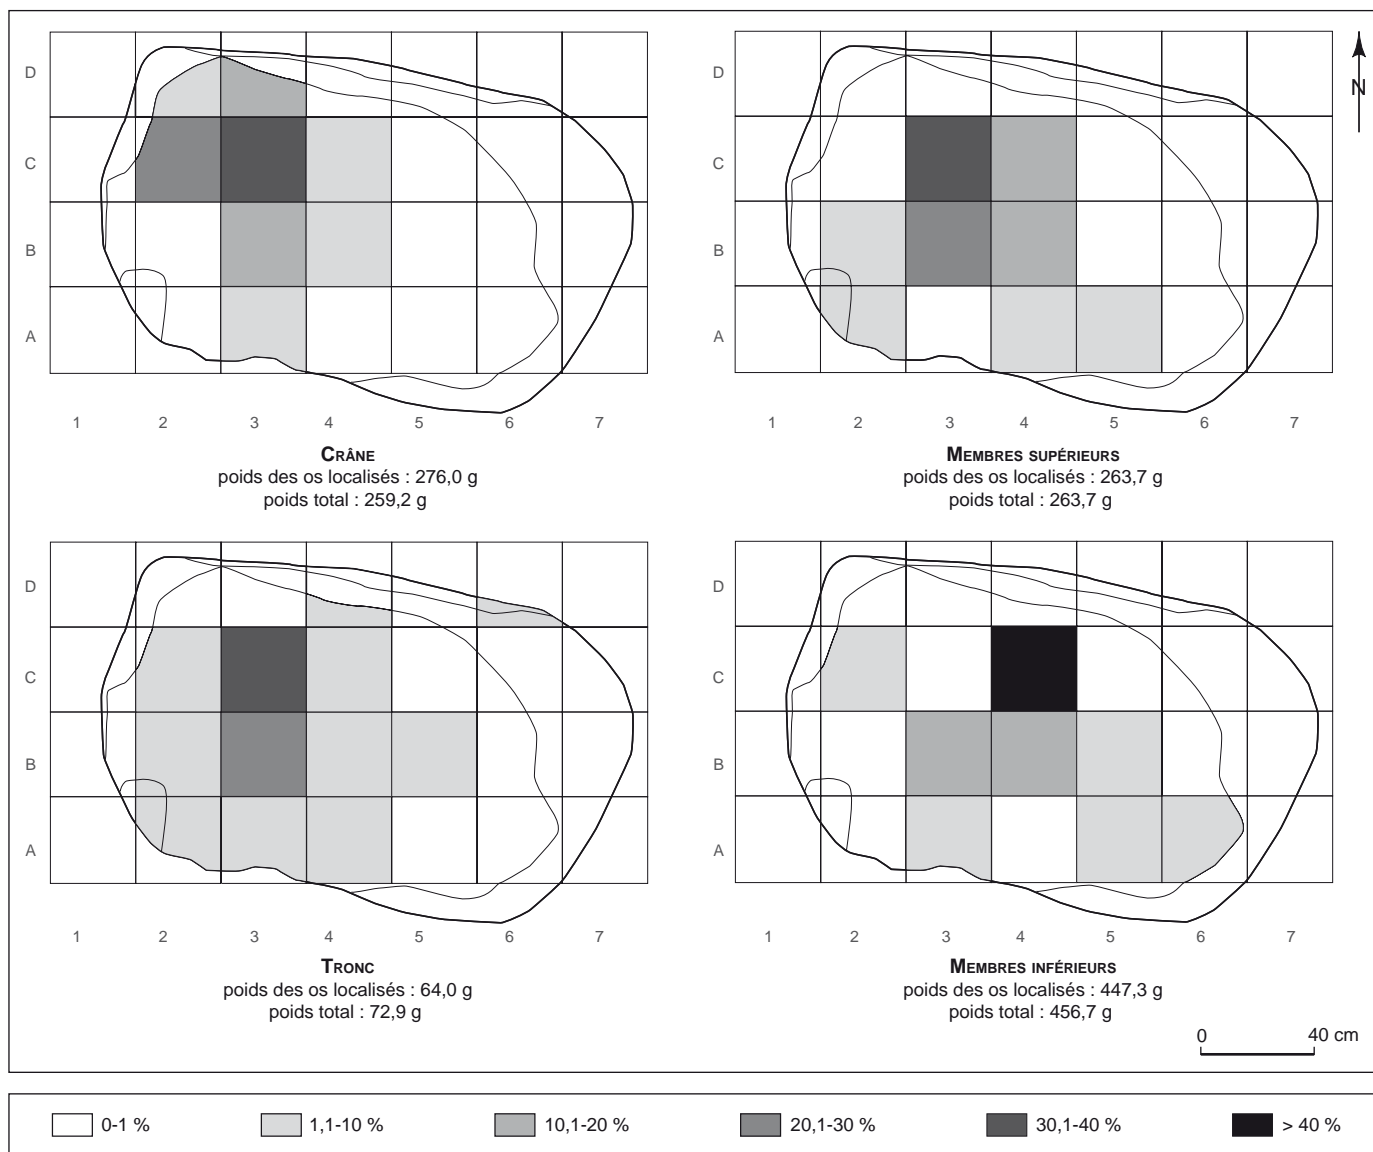 N
D
C
B
A
1 2 3 4 5 6 7
CRÂNE
poids des os localisés : 276,0 g
poids total : 259,2 g
D
C
B
A
1 2 3 4 5 6 7
MEMBRES SUPÉRIEURS
poids des os localisés : 263,7 g
poids total : 263,7 g
D
C
B
A
1 2 3 4 5 6 7
TRONC
poids des os localisés : 64,0 g
poids total : 72,9 g
D
C
B
A
1 2 3 4 5 6 7
MEMBRES INFÉRIEURS
poids des os localisés : 447,3 g
poids total : 456,7 g
0 40 cm
0-1 % 1,1-10 % 10,1-20 % 20,1-30 % 30,1-40 % > 40 %